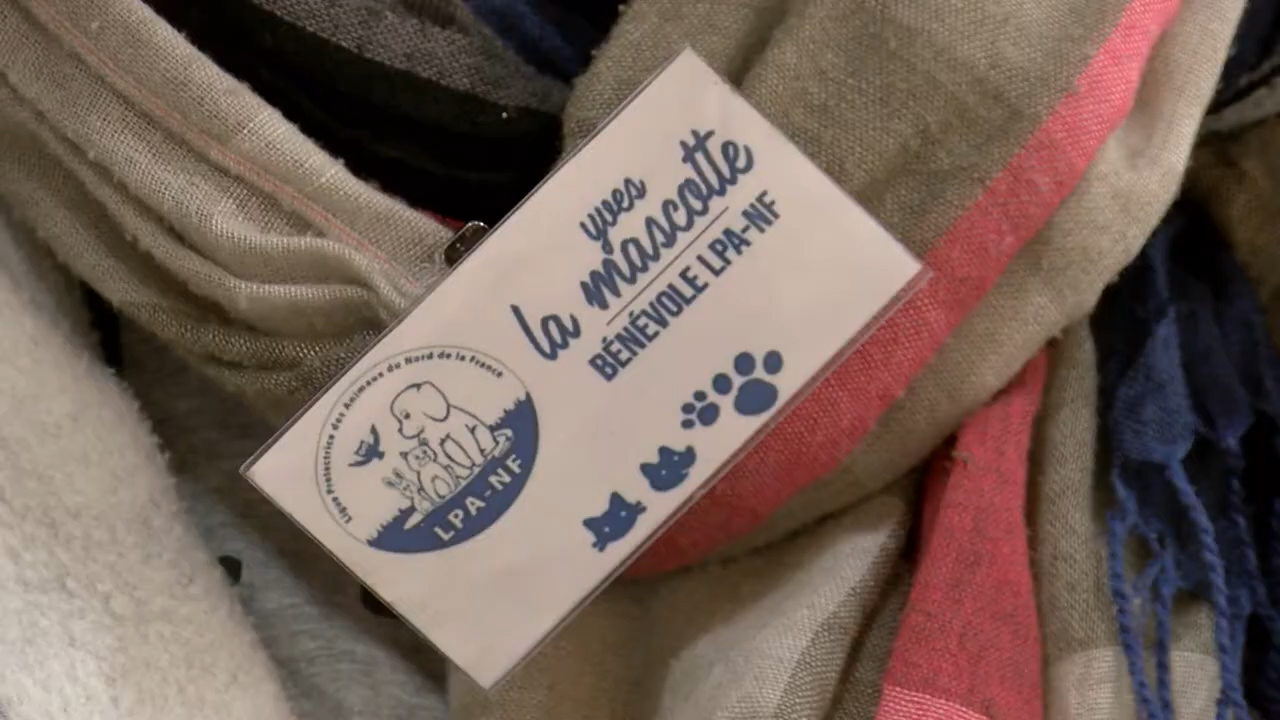 yves
la mascotte
BÉNÉVOLE LPA-NF
Ligue Protectrice des Animaux du Nord de la France
LPA-NF